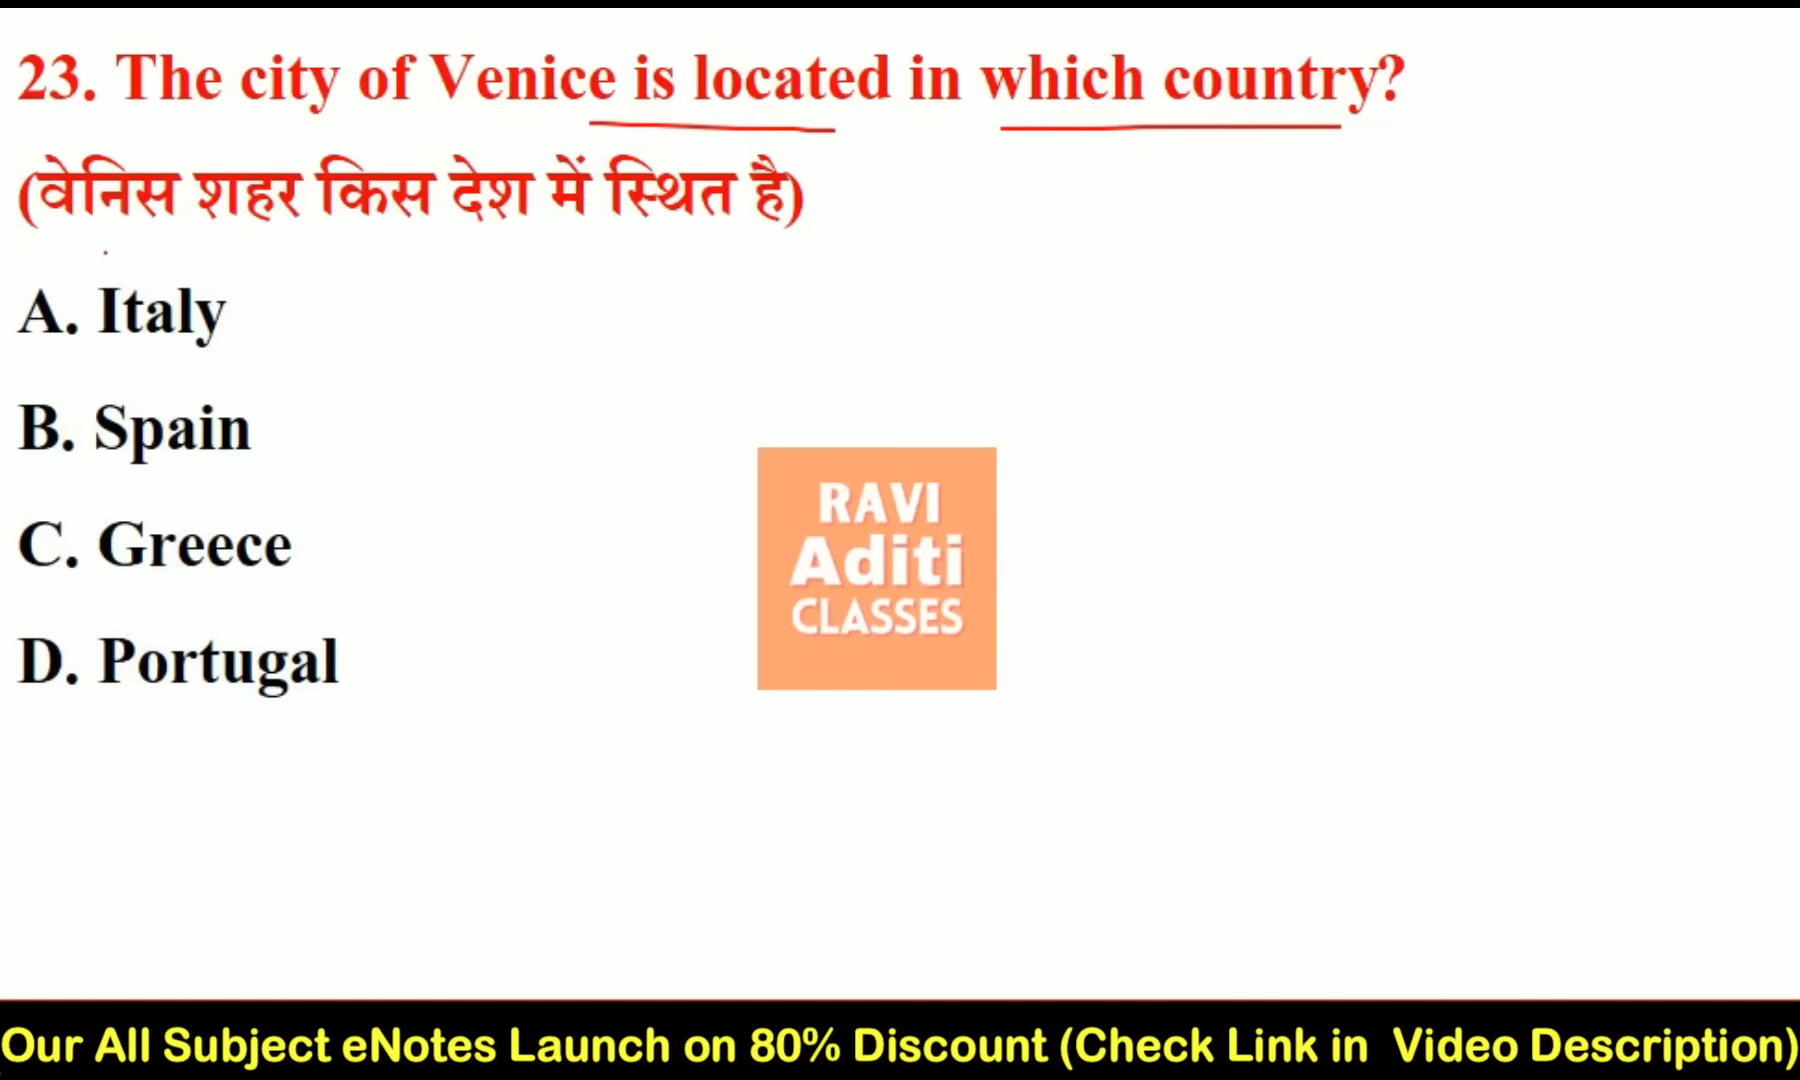 23. The city of Venice is located in which country?
(वेनिस शहर किस देश में स्थित है)
A. Italy
B. Spain
C. Greece
D. Portugal
RAVI
Aditi
CLASSES
Our All Subject eNotes Launch on 80% Discount (Check Link in Video Description)